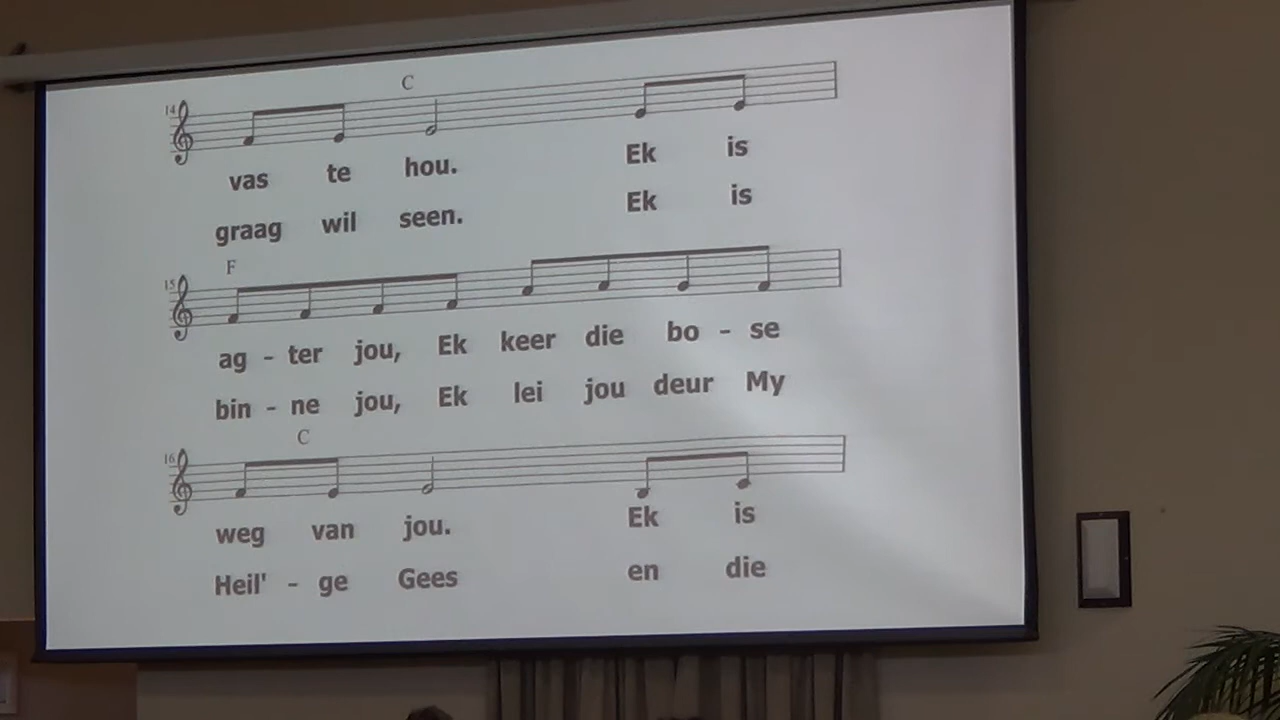 C
14
vas te hou. Ek is
graag wil seen. Ek is
F
15
ag - ter jou, Ek keer die bo - se
bin - ne jou, Ek lei jou deur My
C
16
weg van jou. Ek is
Heil' - ge Gees en die